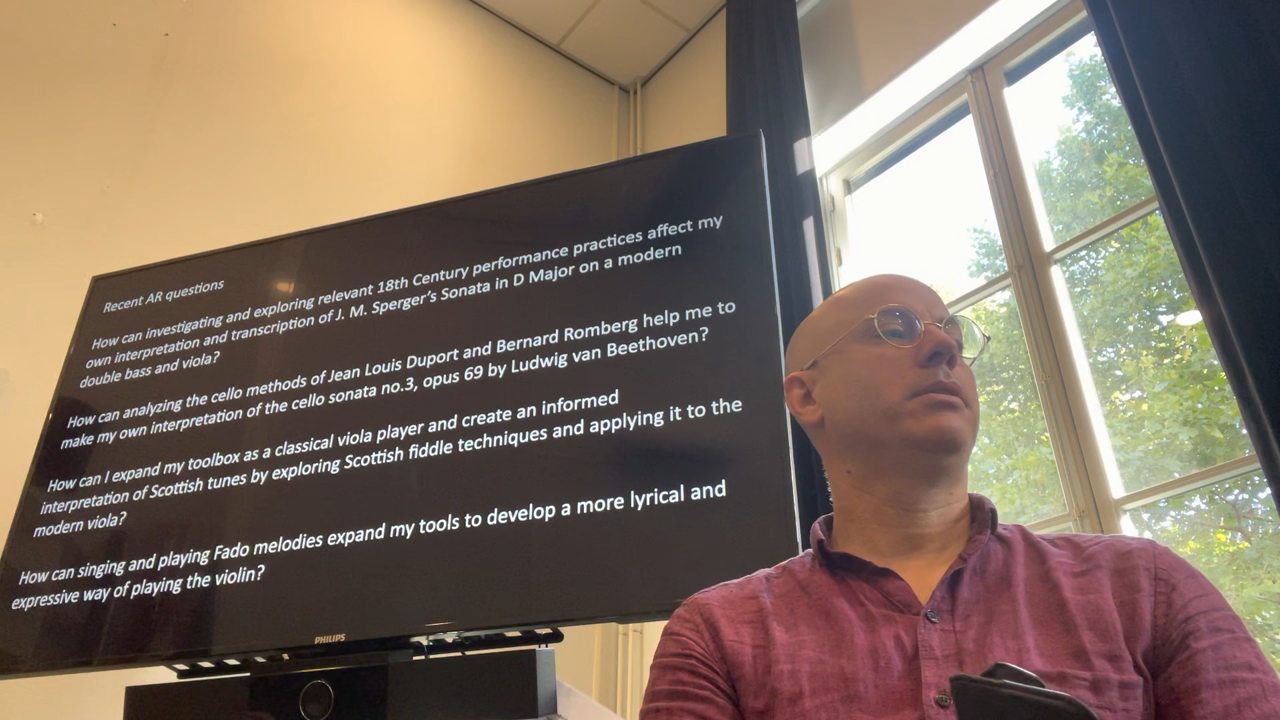 Recent AR questions
How can investigating and exploring relevant 18th Century performance practices affect my
own interpretation and transcription of J. M. Sperger's Sonata in D Major on a modern
double bass and viola?
How can analyzing the cello methods of Jean Louis Duport and Bernard Romberg help me to
make my own interpretation of the cello sonata no.3, opus 69 by Ludwig van Beethoven?
How can I expand my toolbox as a classical viola player and create an informed
interpretation of Scottish tunes by exploring Scottish fiddle techniques and applying it to the
modern viola?
How can singing and playing Fado melodies expand my tools to develop a more lyrical and
expressive way of playing the violin?
PHILIPS